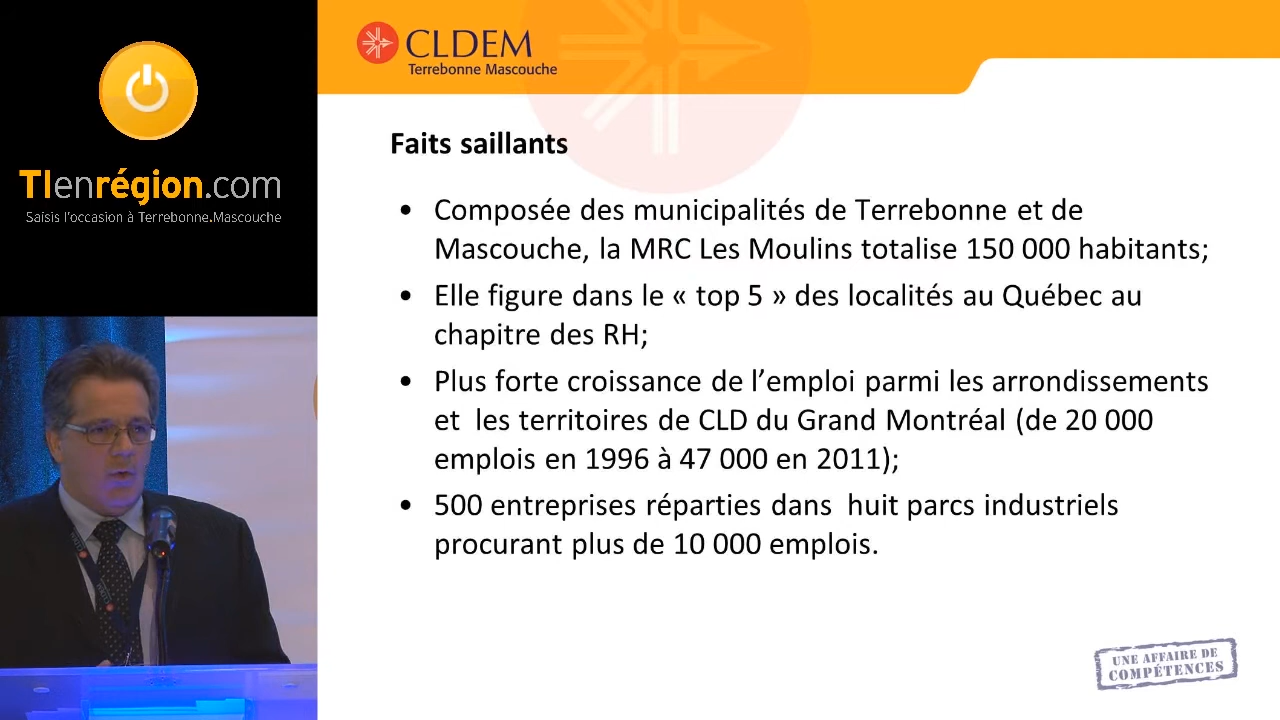 TIenrégion.com
Saisis l'occasion à Terrebonne.Mascouche
CLDEM
Terrebonne Mascouche
Faits saillants
• Composée des municipalités de Terrebonne et de
Mascouche, la MRC Les Moulins totalise 150 000 habitants;
• Elle figure dans le « top 5 » des localités au Québec au
chapitre des RH;
• Plus forte croissance de l’emploi parmi les arrondissements
et les territoires de CLD du Grand Montréal (de 20 000
emplois en 1996 à 47 000 en 2011);
• 500 entreprises réparties dans huit parcs industriels
procurant plus de 10 000 emplois.
UNE AFFAIRE DE
COMPÉTENCES